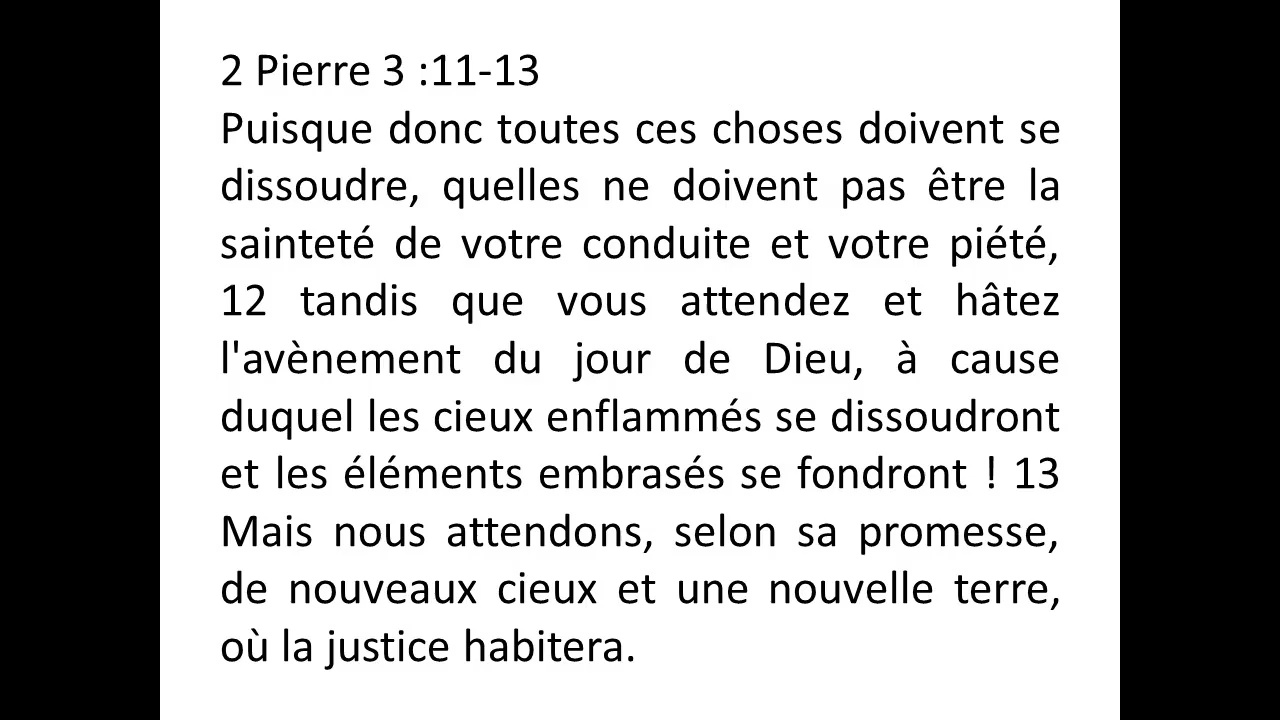 2 Pierre 3 :11-13
Puisque donc toutes ces choses doivent se
dissoudre, quelles ne doivent pas être la
sainteté de votre conduite et votre piété,
12 tandis que vous attendez et hâtez
l'avènement du jour de Dieu, à cause
duquel les cieux enflammés se dissoudront
et les éléments embrasés se fondront ! 13
Mais nous attendons, selon sa promesse,
de nouveaux cieux et une nouvelle terre,
où la justice habitera.